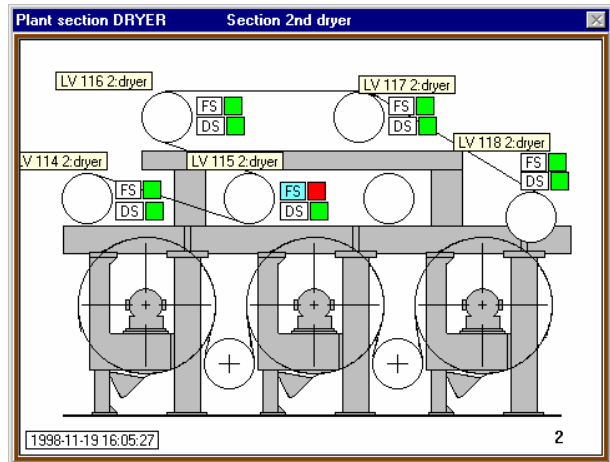 Plant section DRYER Section 2nd dryer
LV 116 2:dryer
LV 117 2:dryer
FS
DS
FS
DS
LV 118 2:dryer
FS
DS
LV 114 2:dryer
LV 115 2:dryer
FS
DS
FS
DS
1998-11-19 16:05:27
2